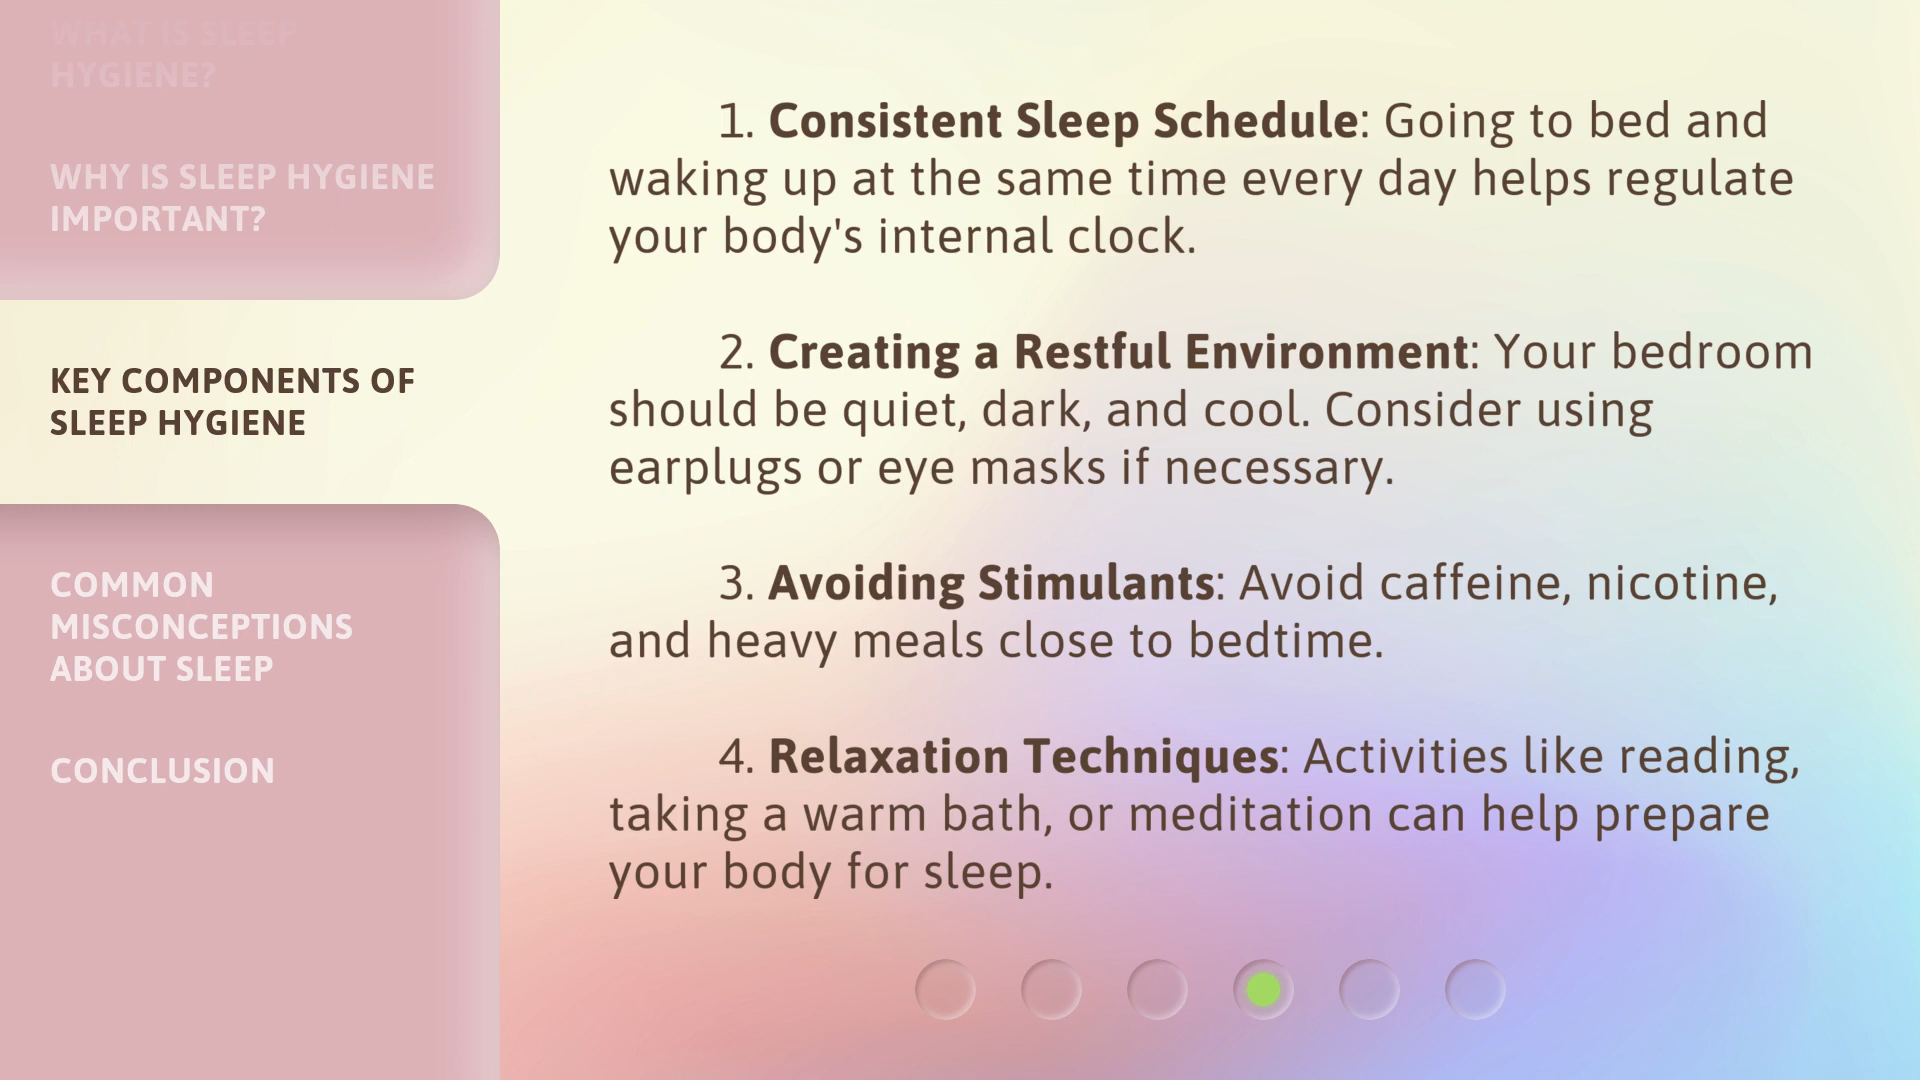 WHAT IS SLEEP
HYGIENE?
WHY IS SLEEP HYGIENE
IMPORTANT?
KEY COMPONENTS OF
SLEEP HYGIENE
COMMON
MISCONCEPTIONS
ABOUT SLEEP
CONCLUSION
1. Consistent Sleep Schedule: Going to bed and
waking up at the same time every day helps regulate
your body's internal clock.
2. Creating a Restful Environment: Your bedroom
should be quiet, dark, and cool. Consider using
earplugs or eye masks if necessary.
3. Avoiding Stimulants: Avoid caffeine, nicotine,
and heavy meals close to bedtime.
4. Relaxation Techniques: Activities like reading,
taking a warm bath, or meditation can help prepare
your body for sleep.